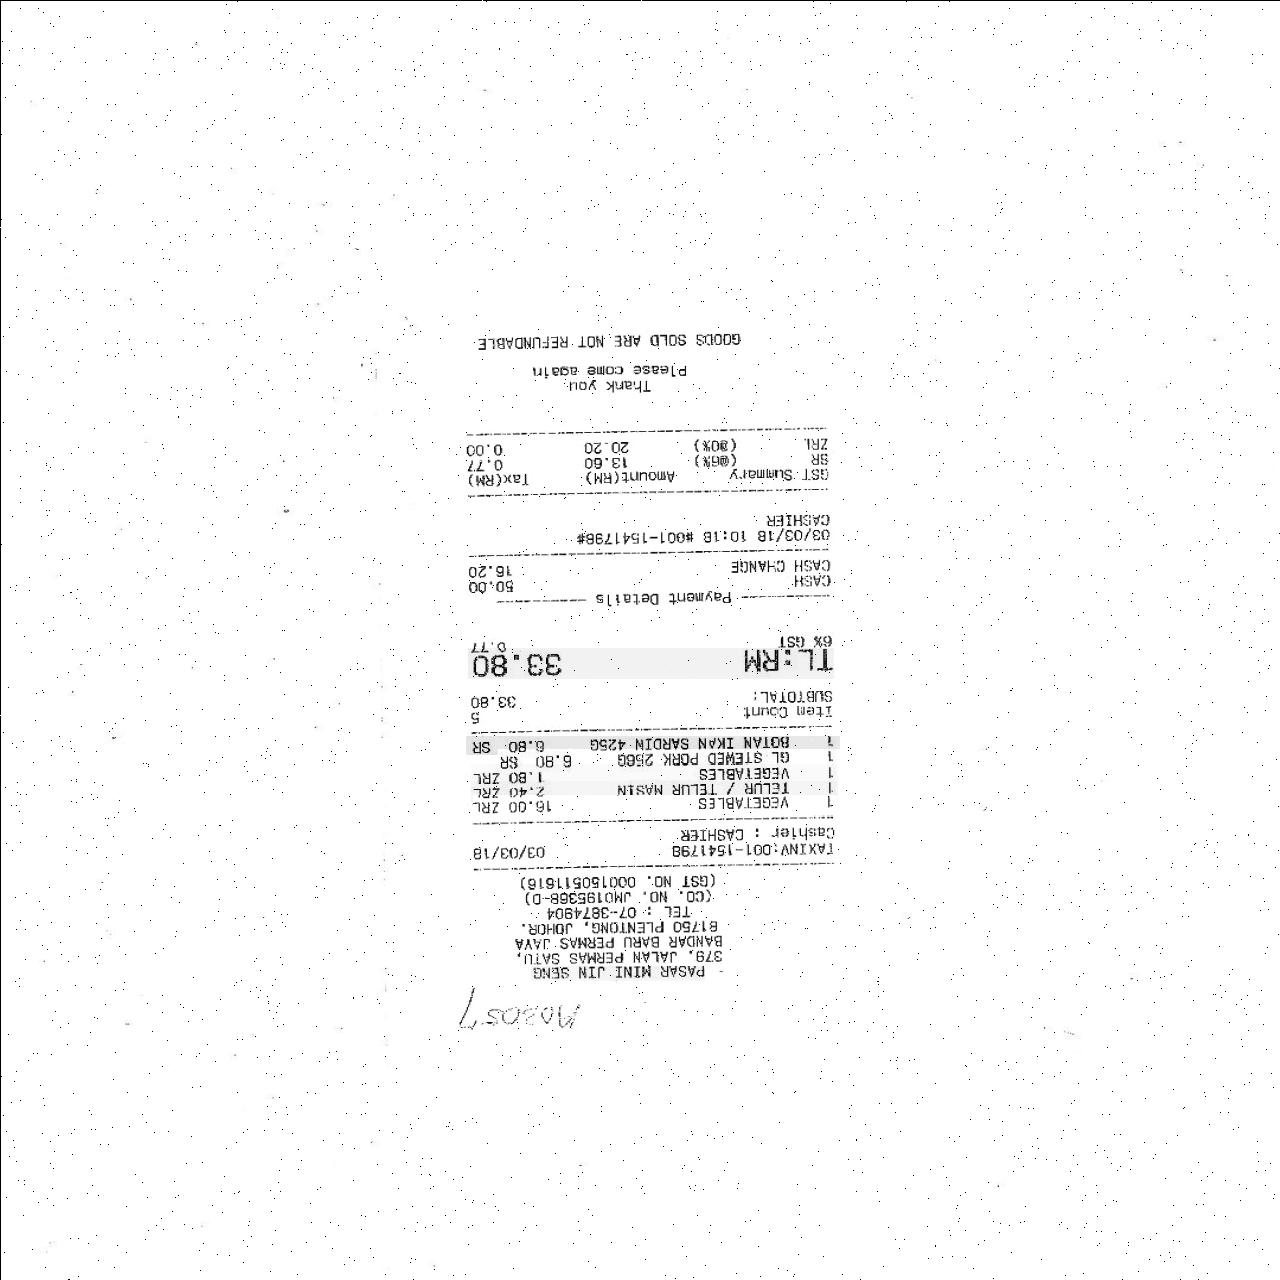 M03057
PASAR MINI JIN SENG
379, JALAN PERMAS SATU,
BANDAR BARU PERMAS JAYA
81750 PLENTONG, JOHOR.
TEL : 07-3874904
(CO. NO. JM0195368-D)
(GST NO. 000150511616)
TAXINV:001-1541798 03/03/18
Cashier : CASHIER
1 VEGETABLES 16.00 ZRL
1 TELUR / TELUR MASIN 2.40 ZRL
1 VEGETABLES 1.80 ZRL
1 GL STEWED PORK 256G 6.80 SR
1 BOTAN IKAN SARDIN 425G 6.80 SR
Item Count 5
SUBTOTAL: 33.80
TL:RM 33.80
6% GST 0.77
Payment Details
CASH 50.00
CASH CHANGE 16.20
03/03/18 10:18 #001-1541798#
CASHIER
GST Summary Amount(RM) Tax(RM)
SR (@6%) 13.60 0.77
ZRL (@0%) 20.20 0.00
Thank you
Please come again
GOODS SOLD ARE NOT REFUNDABLE